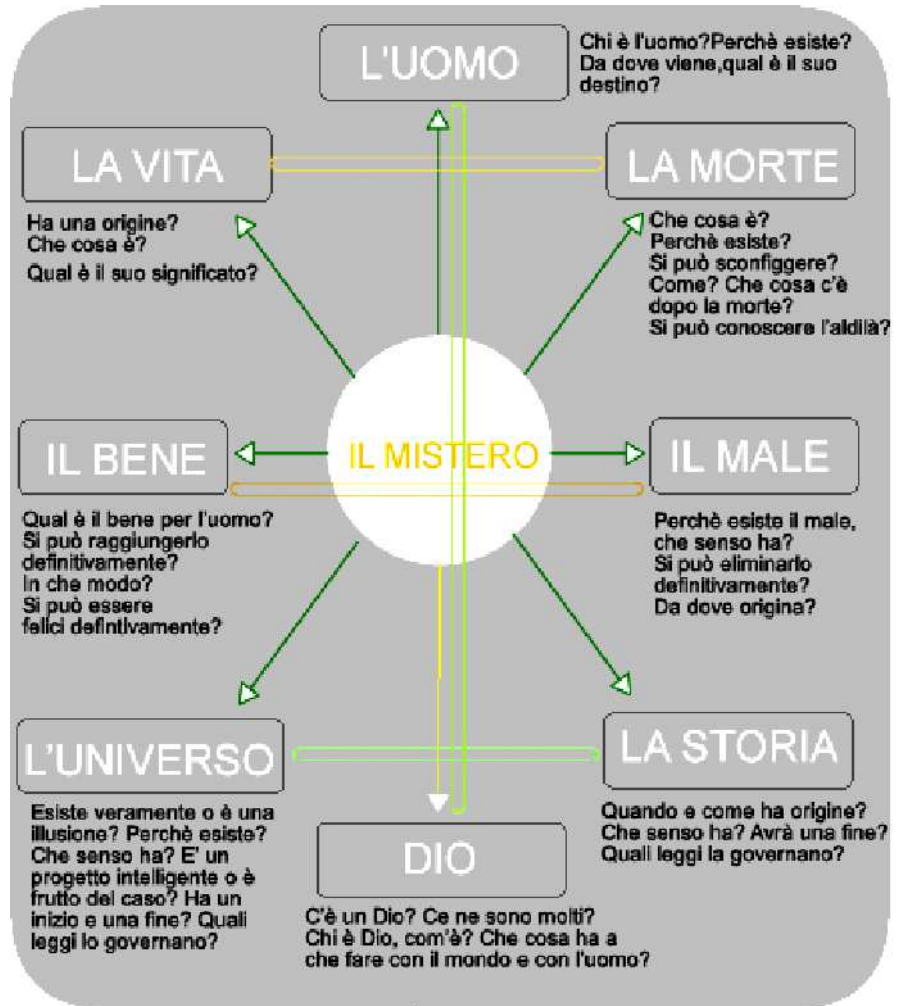 L'UOMO
Chi è l'uomo?Perchè esiste?
Da dove viene,qual è il suo
destino?
LA VITA
Ha una origine?
Che cosa è?
Qual è il suo significato?
LA MORTE
Che cosa è?
Perchè esiste?
Si può sconfiggere?
Come? Che cosa c'è
dopo la morte?
Si può conoscere l'aldilà?
IL BENE
Qual è il bene per l'uomo?
Si può raggiungerlo
definitivamente?
In che modo?
Si può essere
felici defintivamente?
IL MISTERO
IL MALE
Perchè esiste il male,
che senso ha?
Si può eliminarlo
definitivamente?
Da dove origina?
L'UNIVERSO
Esiste veramente o è una
illusione? Perchè esiste?
Che senso ha? E' un
progetto intelligente o è
frutto del caso? Ha un
inizio e una fine? Quali
leggi lo governano?
DIO
C'è un Dio? Ce ne sono molti?
Chi è Dio, com'è? Che cosa ha a
che fare con il mondo e con l'uomo?
LA STORIA
Quando e come ha origine?
Che senso ha? Avrà una fine?
Quali leggi la governano?